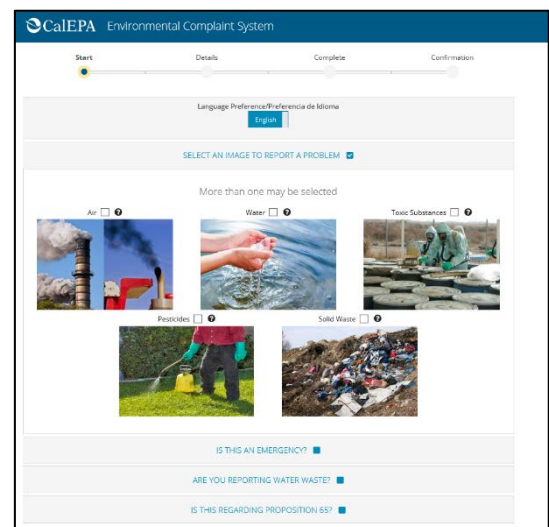 CalEPA Environmental Complaint System
Start Details Complete Confirmation
Language Preference/Preferencia de Idioma
English
SELECT AN IMAGE TO REPORT A PROBLEM
More than one may be selected
Air Water Toxic Substances
Pesticides Solid Waste
IS THIS AN EMERGENCY?
ARE YOU REPORTING WATER WASTE?
IS THIS REGARDING PROPOSITION 65?